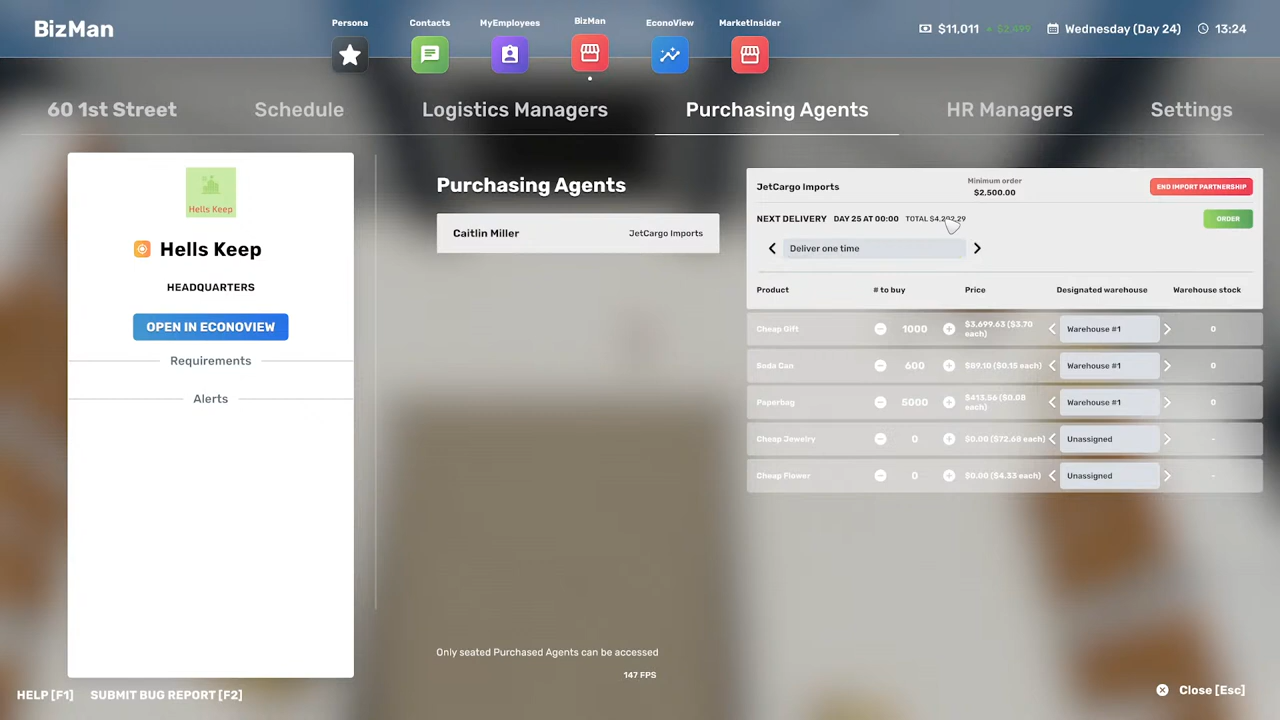 BizMan
Persona
Contacts
MyEmployees
BizMan
EconoView
MarketInsider
$11,011 ▲ $2,499
Wednesday (Day 24)
13:24
60 1st Street
Schedule
Logistics Managers
Purchasing Agents
HR Managers
Settings
Hells Keep
Hells Keep
HEADQUARTERS
OPEN IN ECONOVIEW
Requirements
Alerts
Purchasing Agents
Caitlin Miller JetCargo Imports
Only seated Purchased Agents can be accessed
147 FPS
JetCargo Imports
Minimum order
$2,500.00
END IMPORT PARTNERSHIP
NEXT DELIVERY DAY 25 AT 00:00 TOTAL $4,202.29
ORDER
Deliver one time
Product # to buy Price Designated warehouse Warehouse stock
Cheap Gift 1000 $3,699.63 ($3.70 each) Warehouse #1 0
Soda Can 600 $89.10 ($0.15 each) Warehouse #1 0
Paperbag 5000 $413.56 ($0.08 each) Warehouse #1 0
Cheap Jewelry 0 $0.00 ($72.68 each) Unassigned -
Cheap Flower 0 $0.00 ($4.33 each) Unassigned -
HELP [F1] SUBMIT BUG REPORT [F2]
Close [Esc]